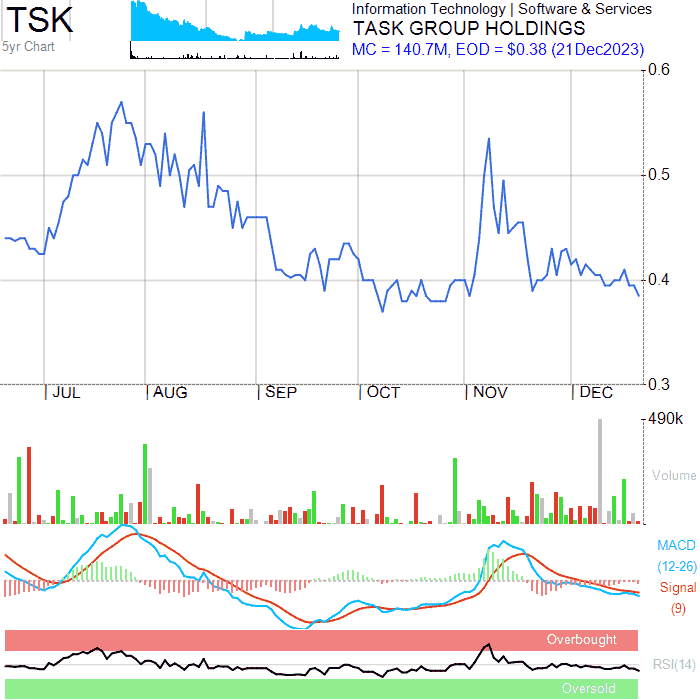 TSK
5yr Chart
Information Technology | Software & Services
TASK GROUP HOLDINGS
MC = 140.7M, EOD = $0.38 (21Dec2023)
0.6
0.5
0.4
0.3
JUL AUG SEP OCT NOV DEC
490k
Volume
MACD
(12-26)
Signal
(9)
Overbought
RSI(14)
Oversold